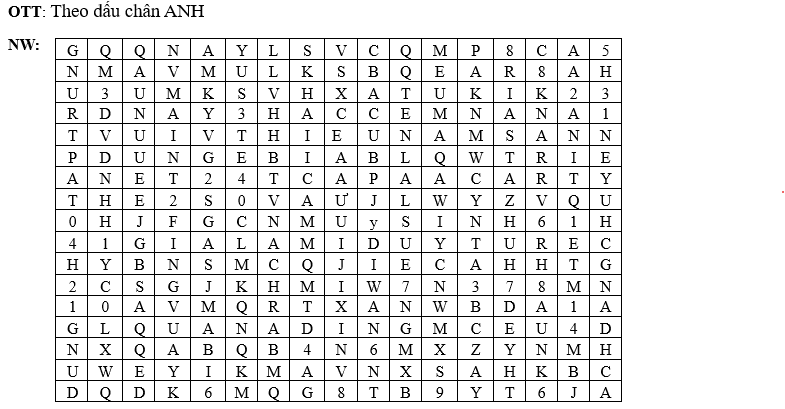 OTT: Theo dấu chân ANH
NW:
G Q Q N A Y L S V C Q M P 8 C A 5
N M A V M U L K S B Q E A R 8 A H
U 3 U M K S V H X A T U K I K 2 3
R D N A Y 3 H A C C E M N A N A 1
T V U I V T H I E U N A M S A N N
P D U N G E B I A B L Q W T R I E
A N E T 2 4 T C A P A A C A R T Y
T H E 2 S 0 V A Ư J L W Y Z V Q U
0 H J F G C N M U y S I N H 6 1 H
4 1 G I A L A M I D U Y T U R E C
H Y B N S M C Q J I E C A H H T G
2 C S G J K H M I W 7 N 3 7 8 M N
1 0 A V M Q R T X A N W B D A 1 A
G L Q U A N A D I N G M C E U 4 D
N X Q A B Q B 4 N 6 M X Z Y N M H
U W E Y I K M A V N X S A H K B C
D Q D K 6 M Q G 8 T B 9 Y T 6 J A